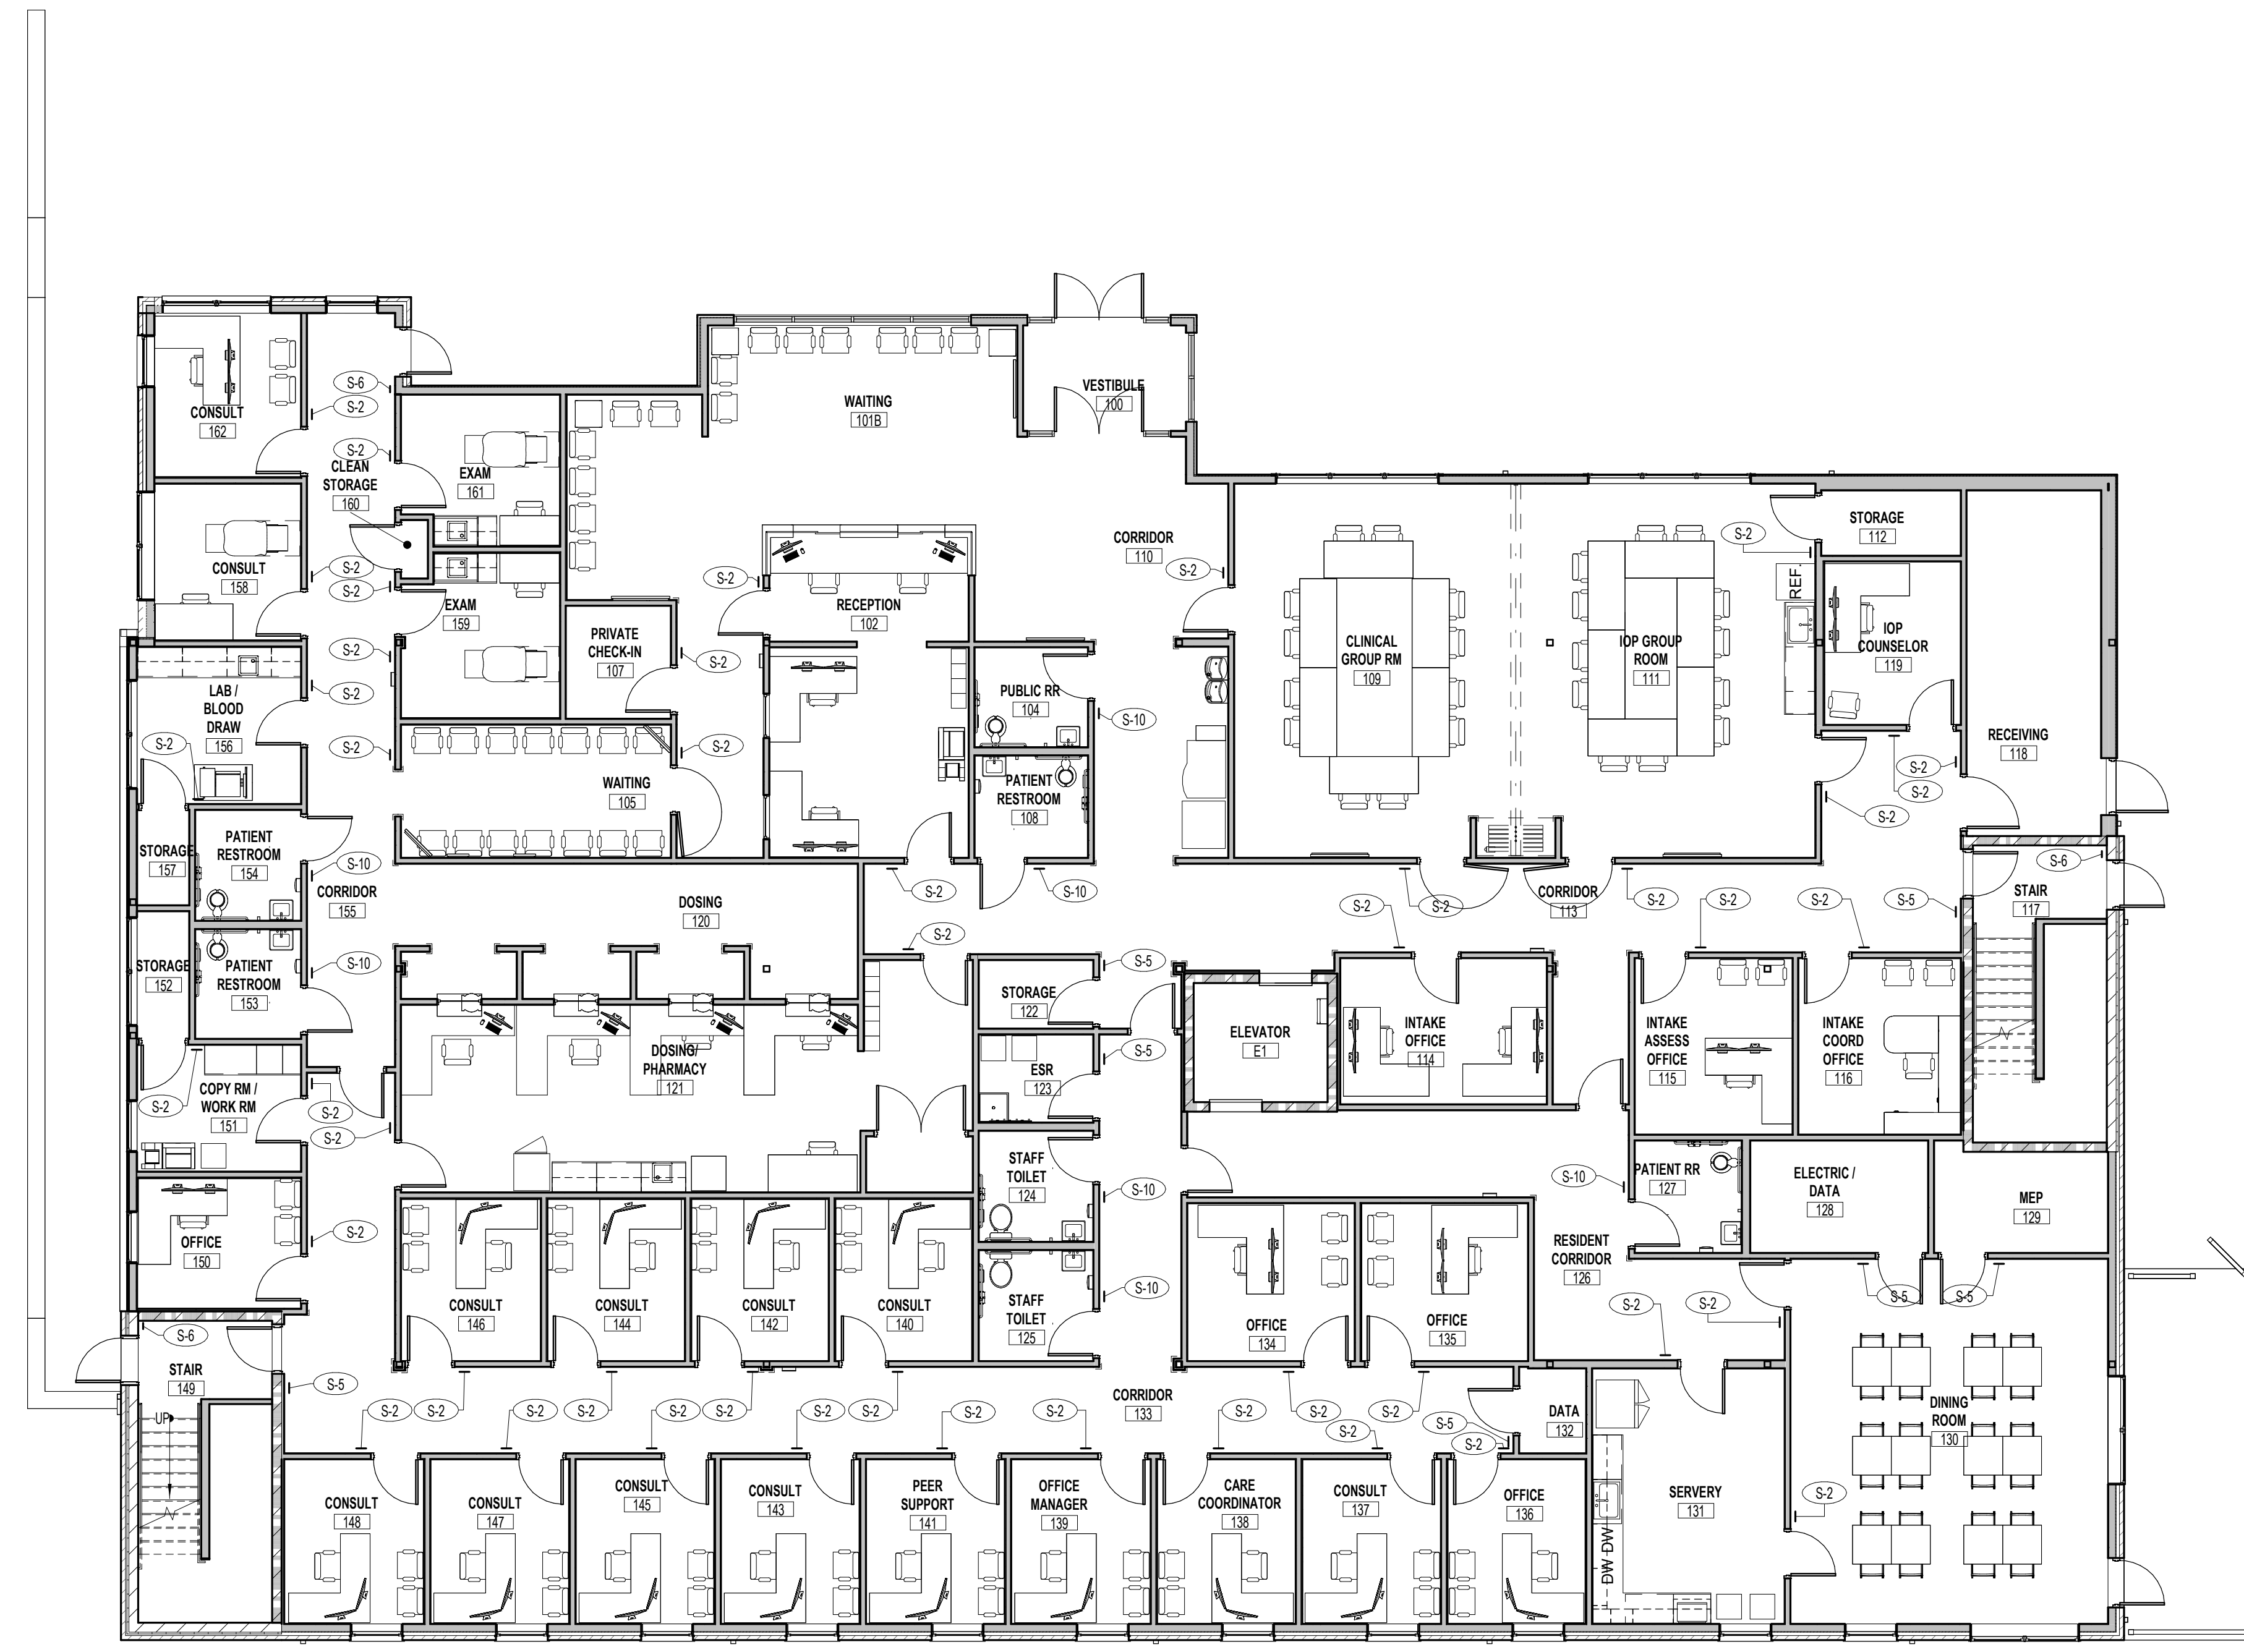 VESTIBULE
100
WAITING
101B
S-6
S-2
CONSULT
162
S-2
CLEAN
STORAGE
160
EXAM
161
STORAGE
112
S-2
CORRIDOR
110
S-2
CONSULT
158
S-2
S-2
S-2
REF.
EXAM
159
RECEPTION
102
PRIVATE
CHECK-IN
107
CLINICAL
GROUP RM
109
IOP GROUP
ROOM
111
IOP
COUNSELOR
119
S-2
S-2
S-2
LAB /
BLOOD
DRAW
156
PUBLIC RR
104
S-10
S-2
S-2
S-2
RECEIVING
118
S-2
S-2
S-2
WAITING
105
PATIENT
RESTROOM
108
STORAGE
157
PATIENT
RESTROOM
154
S-10
S-6
CORRIDOR
155
DOSING
120
S-2
S-10
S-2
S-2
S-2
CORRIDOR
113
S-2
S-2
S-2
S-5
STAIR
117
S-2
STORAGE
152
PATIENT
RESTROOM
153
S-10
S-5
STORAGE
122
ELEVATOR
E1
INTAKE
OFFICE
114
INTAKE
ASSESS
OFFICE
115
INTAKE
COORD
OFFICE
116
DOSING/
PHARMACY
121
S-5
ESR
123
COPY RM /
WORK RM
151
S-2
S-2
S-2
STAFF
TOILET
124
S-10
S-10
PATIENT RR
127
ELECTRIC /
DATA
128
MEP
129
OFFICE
150
S-2
RESIDENT
CORRIDOR
126
S-10
STAFF
TOILET
125
S-5
S-5
CONSULT
146
CONSULT
144
CONSULT
142
CONSULT
140
S-2
S-2
OFFICE
134
OFFICE
135
S-6
STAIR
149
S-5
UP
S-2
S-2
S-2
S-2
S-2
S-2
S-2
S-2
S-2
S-2
CORRIDOR
133
S-2
S-2
S-2
S-2
S-5
S-2
DATA
132
DINING
ROOM
130
CONSULT
148
CONSULT
147
CONSULT
145
CONSULT
143
PEER
SUPPORT
141
OFFICE
MANAGER
139
CARE
COORDINATOR
138
CONSULT
137
OFFICE
136
SERVERY
131
S-2
DW DW